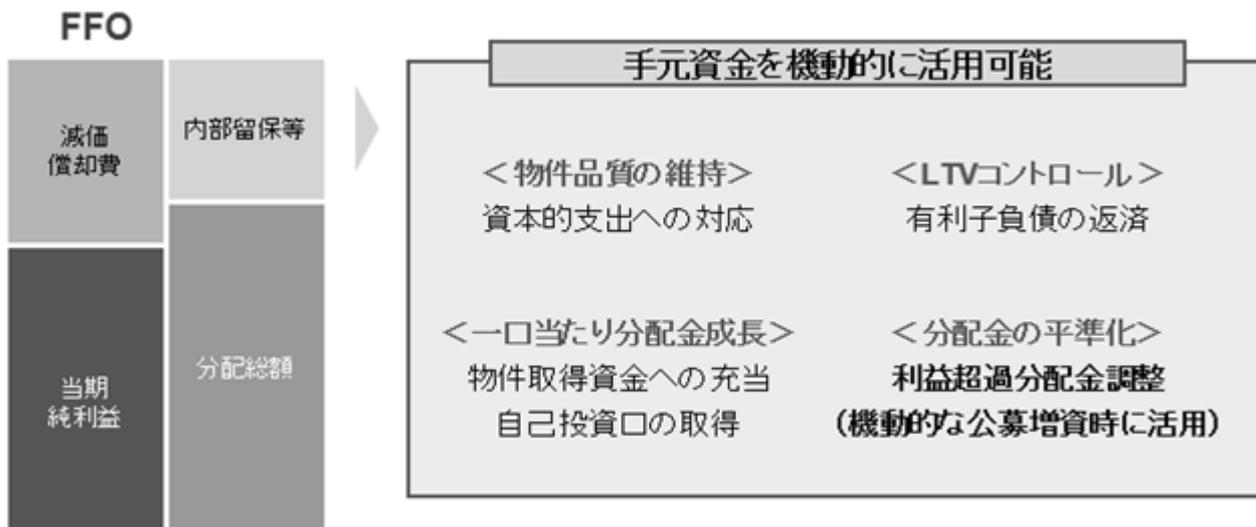 FFO
減価
償却費
内部留保等
当期
純利益
分配総額
手元資金を機動的に活用可能
＜物件品質の維持＞
資本的支出への対応
＜LTVコントロール＞
有利子負債の返済
＜一口当たり分配金成長＞
物件取得資金への充当
自己投資口の取得
＜分配金の平準化＞
利益超過分配金調整
（機動的な公募増資時に活用）